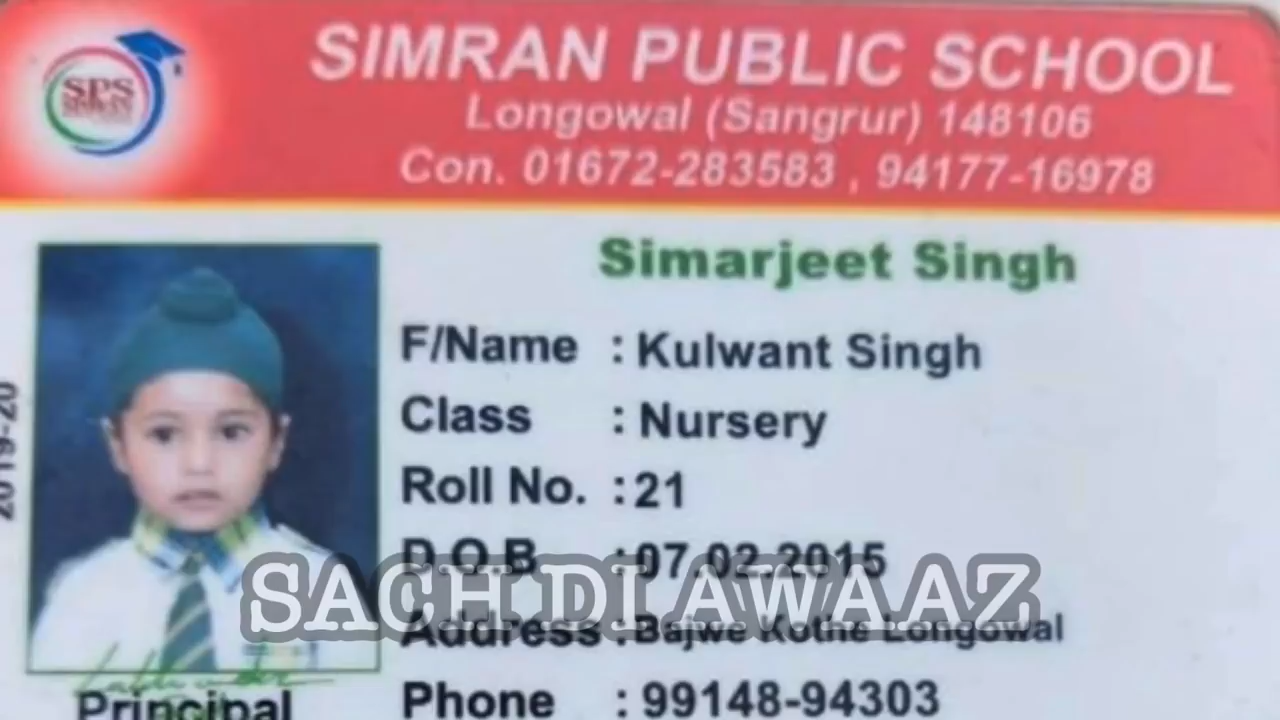 SPS
SIMRAN PUBLIC SCHOOL
Longowal (Sangrur) 148106
Con. 01672-283583 , 94177-16978
Simarjeet Singh
F/Name : Kulwant Singh
Class : Nursery
Roll No. : 21
D.O.B : 07.02.2015
SACH DI AWAAZ
Address : Bajwe Kothe Longowal
Phone : 99148-94303
2019-20
Principal